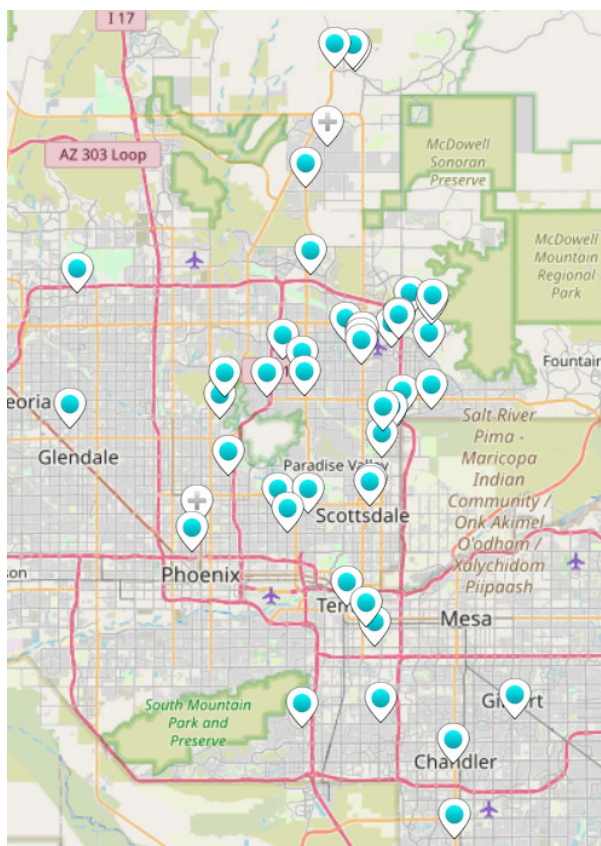 I 17
AZ 303 Loop
McDowell
Sonoran
Preserve
McDowell
Mountain
Regional
Park
Fountain
eoria
Glendale
Paradise Valley
Scottsdale
Salt River
Pima -
Maricopa
Indian
Community /
Onk Akimel
O'odham /
Xalychidom
Piipaash
son
Phoenix
Tem
Mesa
South Mountain
Park and
Preserve
Gi
ert
Chandler